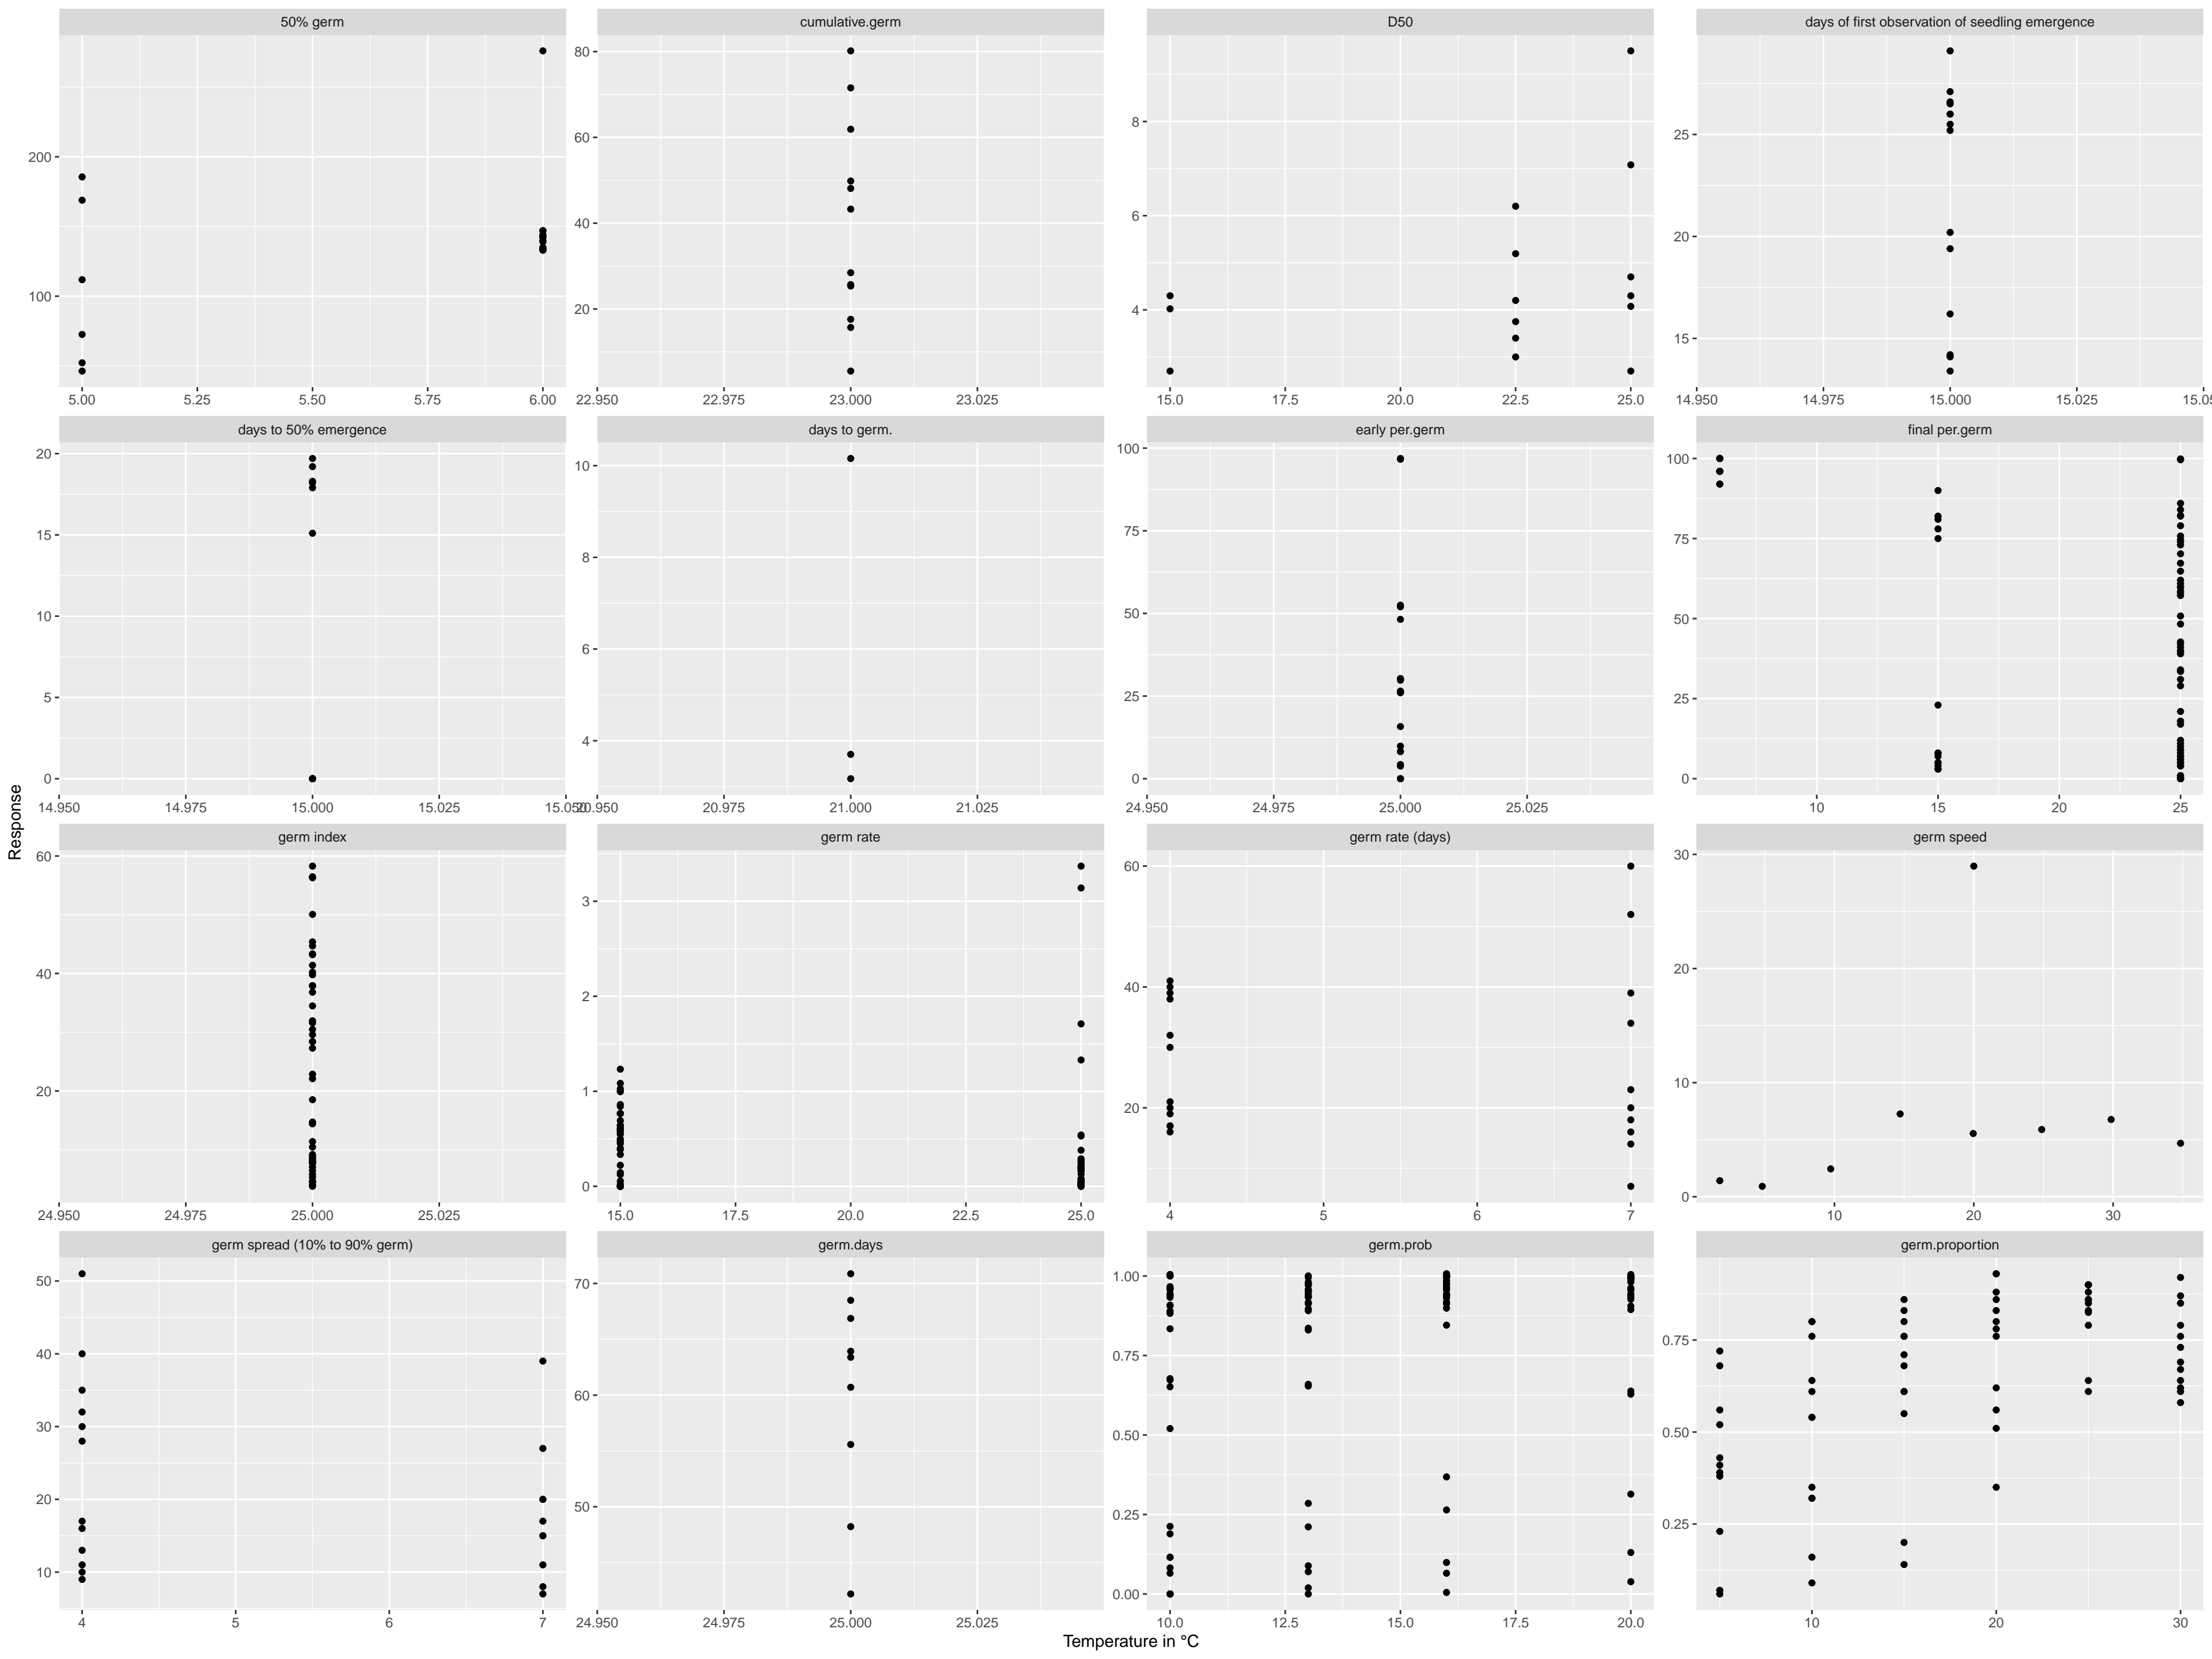 50% germ
cumulative.germ
D50
days of first observation of seedling emergence
200
100
80
60
40
20
8
6
4
25
20
15
5.00 5.25 5.50 5.75 6.00
22.950 22.975 23.000 23.025
15.0 17.5 20.0 22.5 25.0
14.950 14.975 15.000 15.025
days to 50% emergence
days to germ.
early per.germ
final per.germ
20
15
10
5
0
10
8
6
4
100
75
50
25
0
100
75
50
25
0
14.950 14.975 15.000 15.025 15.050
20.950 20.975 21.000 21.025
24.950 24.975 25.000 25.025
10 15 20 25
Response
germ index
germ rate
germ rate (days)
germ speed
60
40
20
3
2
1
0
60
40
20
30
20
10
0
24.950 24.975 25.000 25.025
15.0 17.5 20.0 22.5 25.0
4 5 6 7
10 20 30
germ spread (10% to 90% germ)
germ.days
germ.prob
germ.proportion
50
40
30
20
10
70
60
50
1.00
0.75
0.50
0.25
0.00
0.75
0.50
0.25
4 5 6 7
24.950 24.975 25.000 25.025
10.0 12.5 15.0 17.5 20.0
10 20 30
Temperature in °C